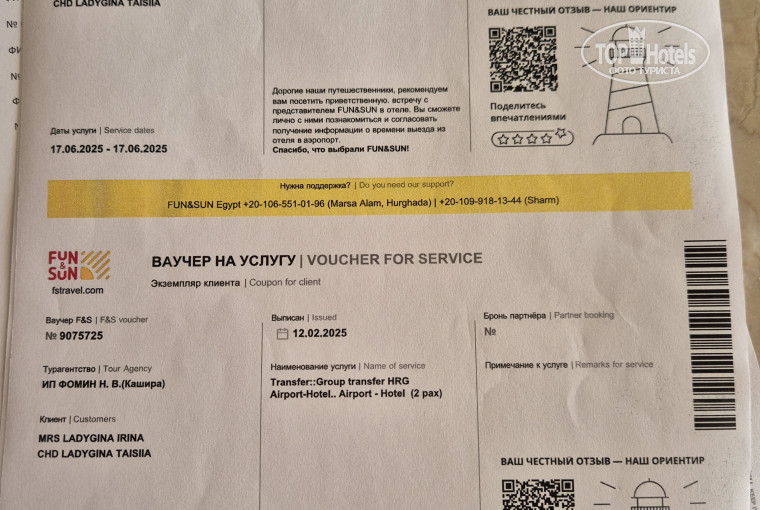 CHD LADYGINA TAISIIA
ВАШ ЧЕСТНЫЙ ОТЗЫВ — НАШ ОРИЕНТИР
TOP Hotels
ФОТО ТУРИСТА
№
Дорогие наши путешественники, рекомендуем
вам посетить приветственную. встречу с
представителем FUN&SUN в отеле. Вы сможете
лично с ними познакомиться и согласовать
получение информации о времени выезда из
отеля в аэропорт.
Спасибо, что выбрали FUN&SUN!
Поделитесь
впечатлениями
Даты услуги | Service dates
17.06.2025 - 17.06.2025
Нужна поддержка? | Do you need our support?
FUN&SUN Egypt +20-106-551-01-96 (Marsa Alam, Hurghada) | +20-109-918-13-44 (Sharm)
FUN & SUN
fstravel.com
ВАУЧЕР НА УСЛУГУ | VOUCHER FOR SERVICE
Экземпляр клиента | Coupon for client
Ваучер F&S | F&S voucher
№ 9075725
Выписан | Issued
12.02.2025
Бронь партнёра | Partner booking
№
Турагентство | Tour Agency
ИП ФОМИН Н. В.(Кашира)
Наименование услуги | Name of service
Transfer::Group transfer HRG
Airport-Hotel.. Airport - Hotel (2 pax)
Примечание к услуге | Remarks for service
Клиент | Customers
MRS LADYGINA IRINA
CHD LADYGINA TAISIIA
ВАШ ЧЕСТНЫЙ ОТЗЫВ — НАШ ОРИЕНТИР